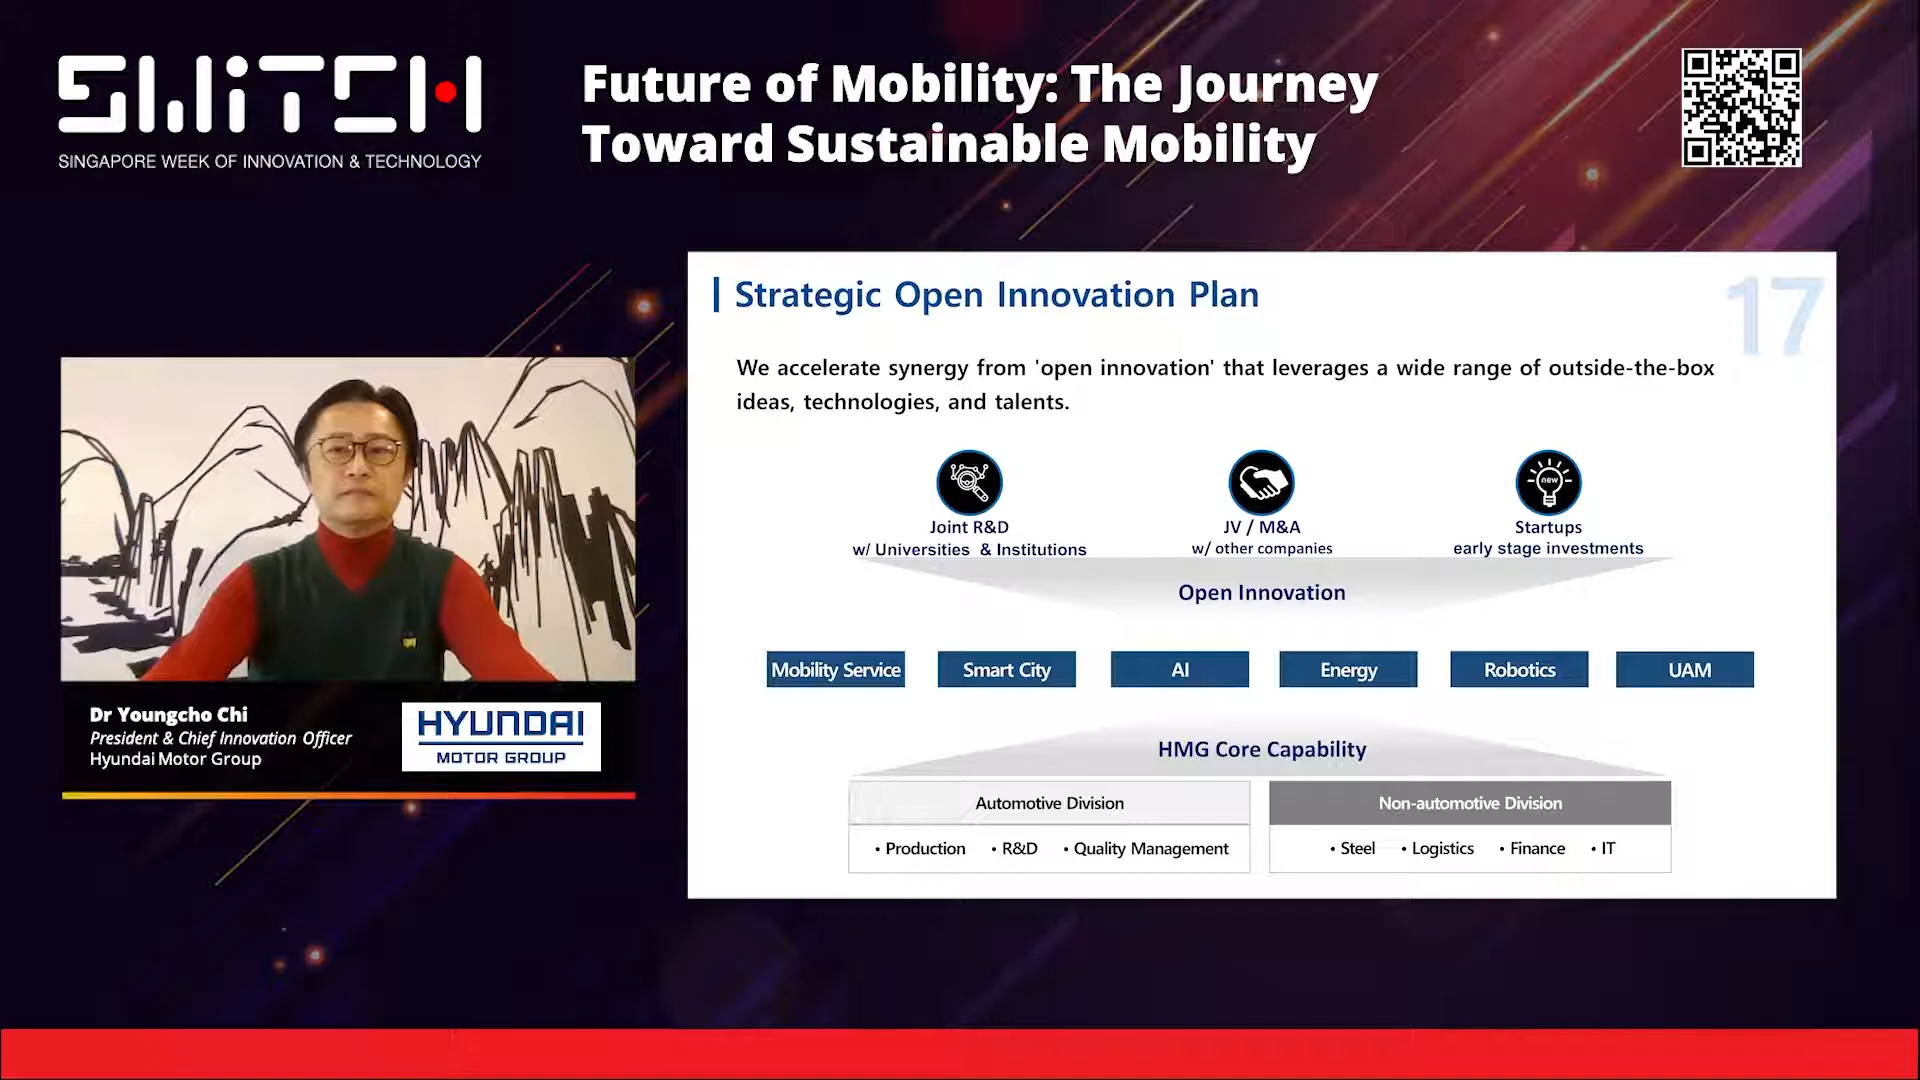 SWiTCH
SINGAPORE WEEK OF INNOVATION & TECHNOLOGY
Future of Mobility: The Journey
Toward Sustainable Mobility
Strategic Open Innovation Plan
17
We accelerate synergy from 'open innovation' that leverages a wide range of outside-the-box
ideas, technologies, and talents.
new
Joint R&D
w/ Universities & Institutions
JV / M&A
w/ other companies
Startups
early stage investments
Open Innovation
Mobility Service
Smart City
AI
Energy
Robotics
UAM
HMG Core Capability
Automotive Division
• Production • R&D • Quality Management
Non-automotive Division
• Steel • Logistics • Finance • IT
Dr Youngcho Chi
President & Chief Innovation Officer
Hyundai Motor Group
HYUNDAI
MOTOR GROUP